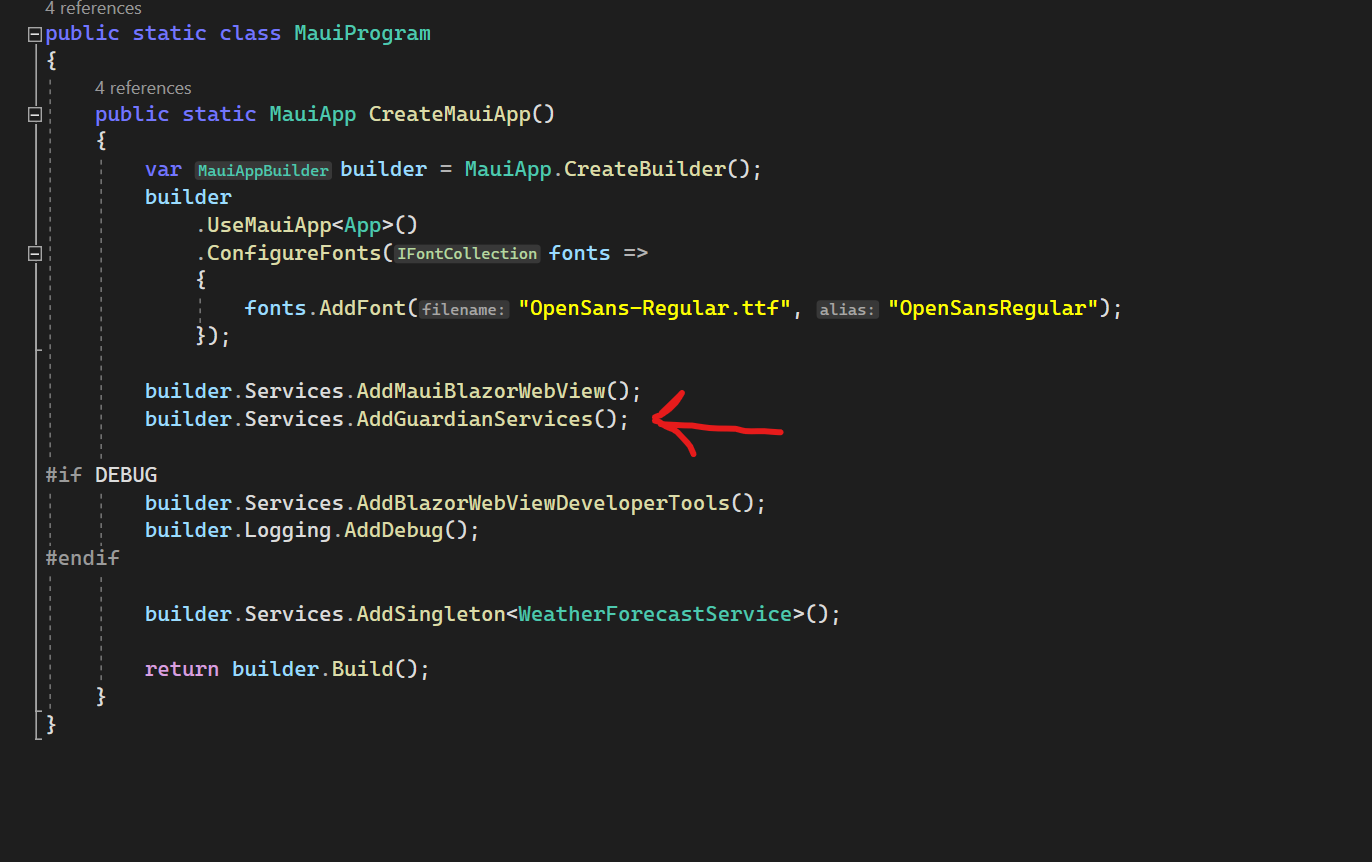 4 references
public static class MauiProgram
{
4 references
public static MauiApp CreateMauiApp()
{
var MauiAppBuilder builder = MauiApp.CreateBuilder();
builder
.UseMauiApp<App>()
.ConfigureFonts(IFontCollection fonts =>
{
fonts.AddFont(filename: "OpenSans-Regular.ttf", alias: "OpenSansRegular");
});
builder.Services.AddMauiBlazorWebView();
builder.Services.AddGuardianServices();
#if DEBUG
builder.Services.AddBlazorWebViewDeveloperTools();
builder.Logging.AddDebug();
#endif
builder.Services.AddSingleton<WeatherForecastService>();
return builder.Build();
}
}